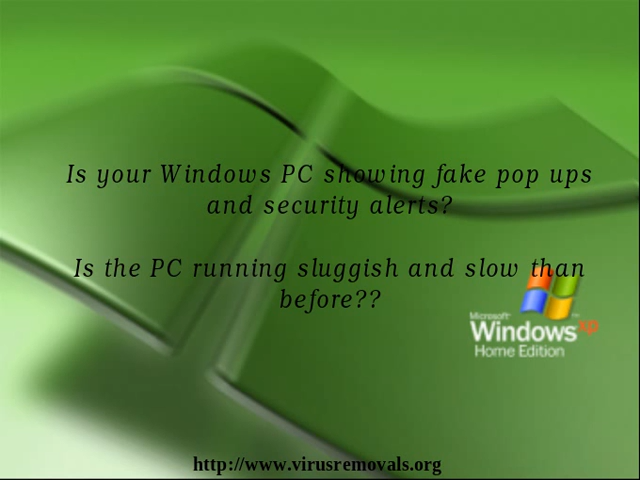 Is your Windows PC showing fake pop ups
and security alerts?
Is the PC running sluggish and slow than
before??
Microsoft®
Windows xp
Home Edition
http://www.virusremovals.org